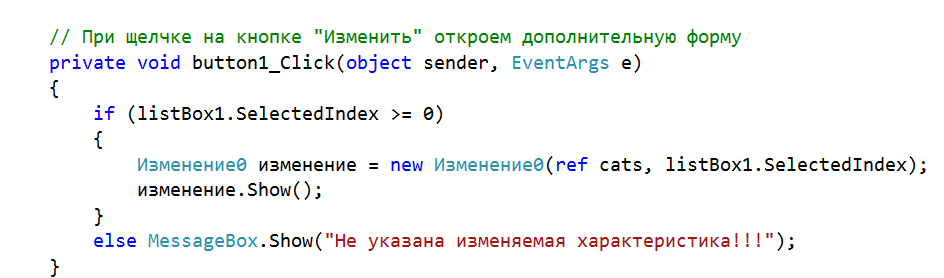 // При щелчке на кнопке "Изменить" откроем дополнительную форму
private void button1_Click(object sender, EventArgs e)
{
    if (listBox1.SelectedIndex >= 0)
    {
        Изменение0 изменение = new Изменение0(ref cats, listBox1.SelectedIndex);
        изменение.Show();
    }
    else MessageBox.Show("Не указана изменяемая характеристика!!!");
}